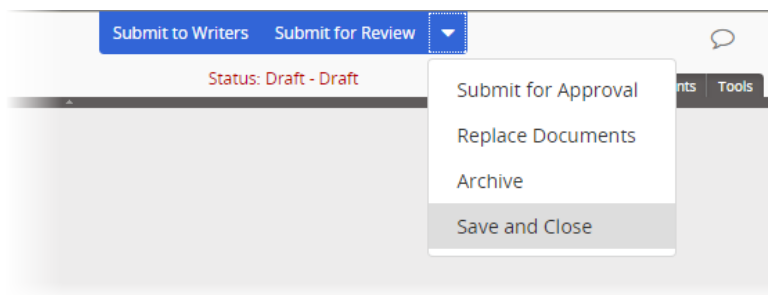 Submit to Writers Submit for Review
Status: Draft - Draft
Submit for Approval
Tools
Replace Documents
Archive
Save and Close